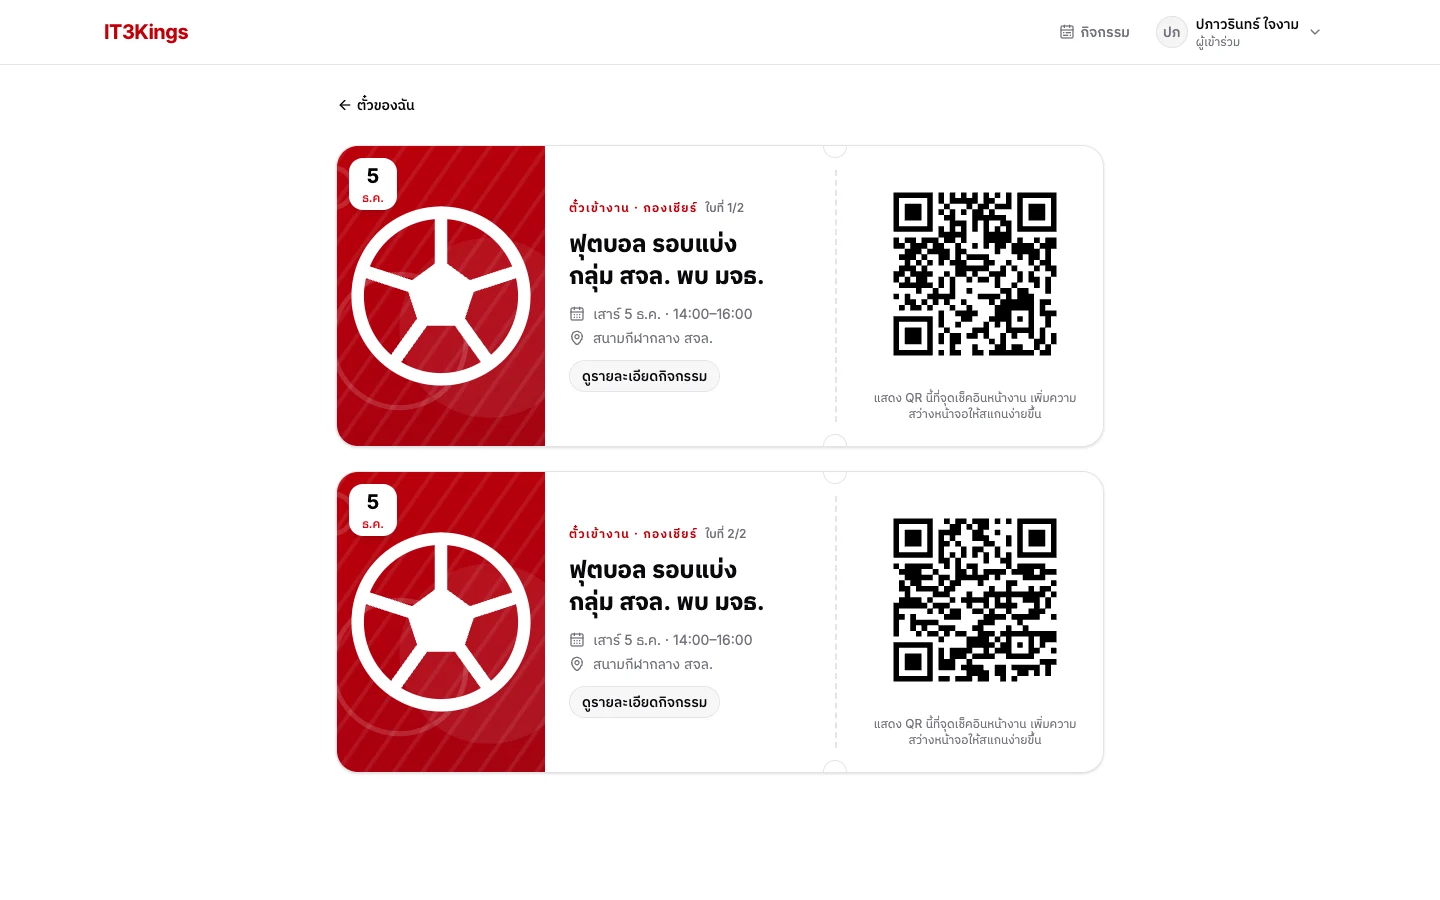 IT3Kings
กิจกรรม
ปภ
ปภาวรินทร์ ใจงาม
ผู้เข้าร่วม
ตั๋วของฉัน
5
ธ.ค.
ตั๋วเข้างาน · กองเชียร์ ใบที่ 1/2
ฟุตบอล รอบแบ่ง
กลุ่ม สจล. พบ มจธ.
เสาร์ 5 ธ.ค. · 14:00–16:00
สนามกีฬากลาง สจล.
ดูรายละเอียดกิจกรรม
แสดง QR นี้ที่จุดเช็คอินหน้างาน เพิ่มความ
สว่างหน้าจอให้สแกนง่ายขึ้น
5
ธ.ค.
ตั๋วเข้างาน · กองเชียร์ ใบที่ 2/2
ฟุตบอล รอบแบ่ง
กลุ่ม สจล. พบ มจธ.
เสาร์ 5 ธ.ค. · 14:00–16:00
สนามกีฬากลาง สจล.
ดูรายละเอียดกิจกรรม
แสดง QR นี้ที่จุดเช็คอินหน้างาน เพิ่มความ
สว่างหน้าจอให้สแกนง่ายขึ้น